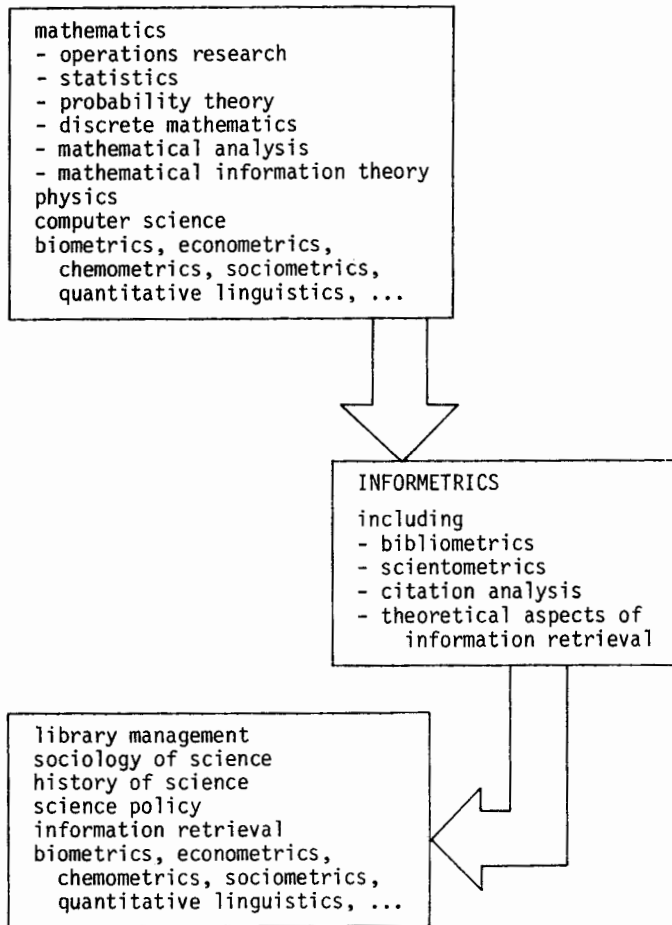 mathematics
- operations research
- statistics
- probability theory
- discrete mathematics
- mathematical analysis
- mathematical information theory
physics
computer science
biometrics, econometrics,
chemometrics, sociometrics,
quantitative linguistics, ...
INFORMETRICS
including
- bibliometrics
- scientometrics
- citation analysis
- theoretical aspects of
information retrieval
library management
sociology of science
history of science
science policy
information retrieval
biometrics, econometrics,
chemometrics, sociometrics,
quantitative linguistics, ...